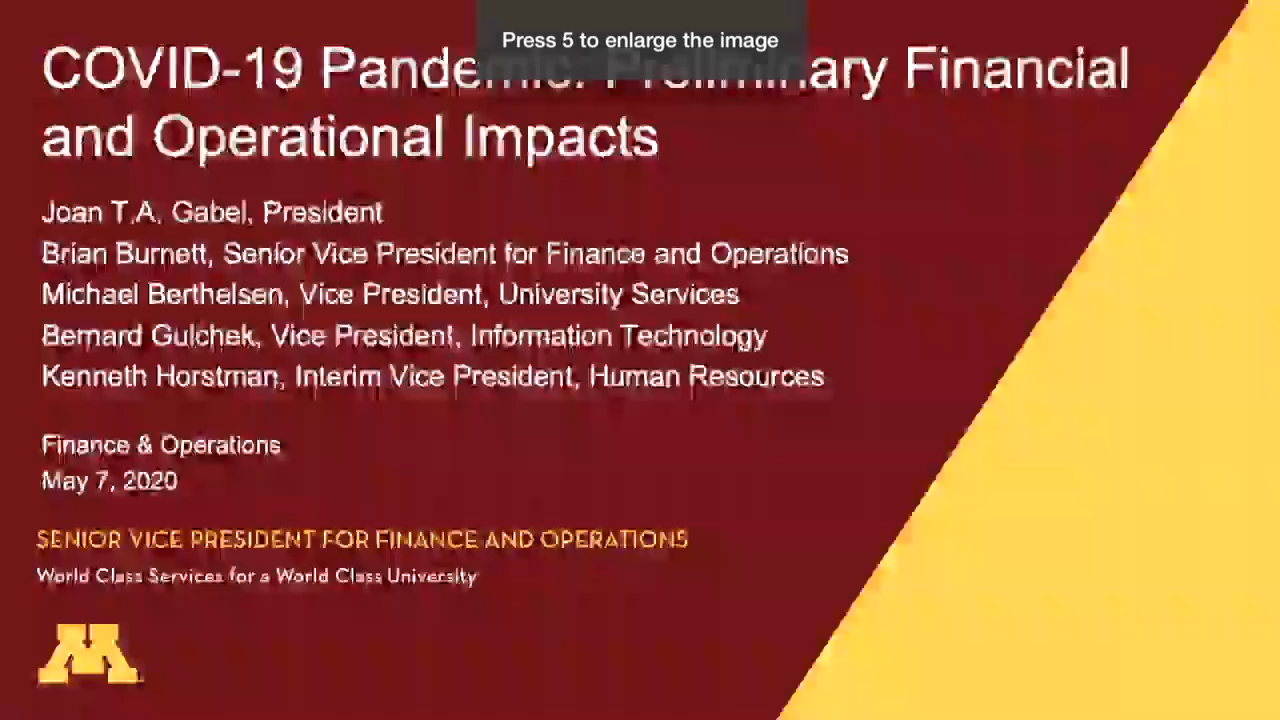 Press 5 to enlarge the image
COVID-19 Pandemic: Preliminary Financial
and Operational Impacts
Joan T.A. Gabel, President
Brian Burnett, Senior Vice President for Finance and Operations
Michael Berthelsen, Vice President, University Services
Bernard Gulchek, Vice President, Information Technology
Kenneth Horstman, Interim Vice President, Human Resources
Finance & Operations
May 7, 2020
SENIOR VICE PRESIDENT FOR FINANCE AND OPERATIONS
World Class Services for a World Class University
M